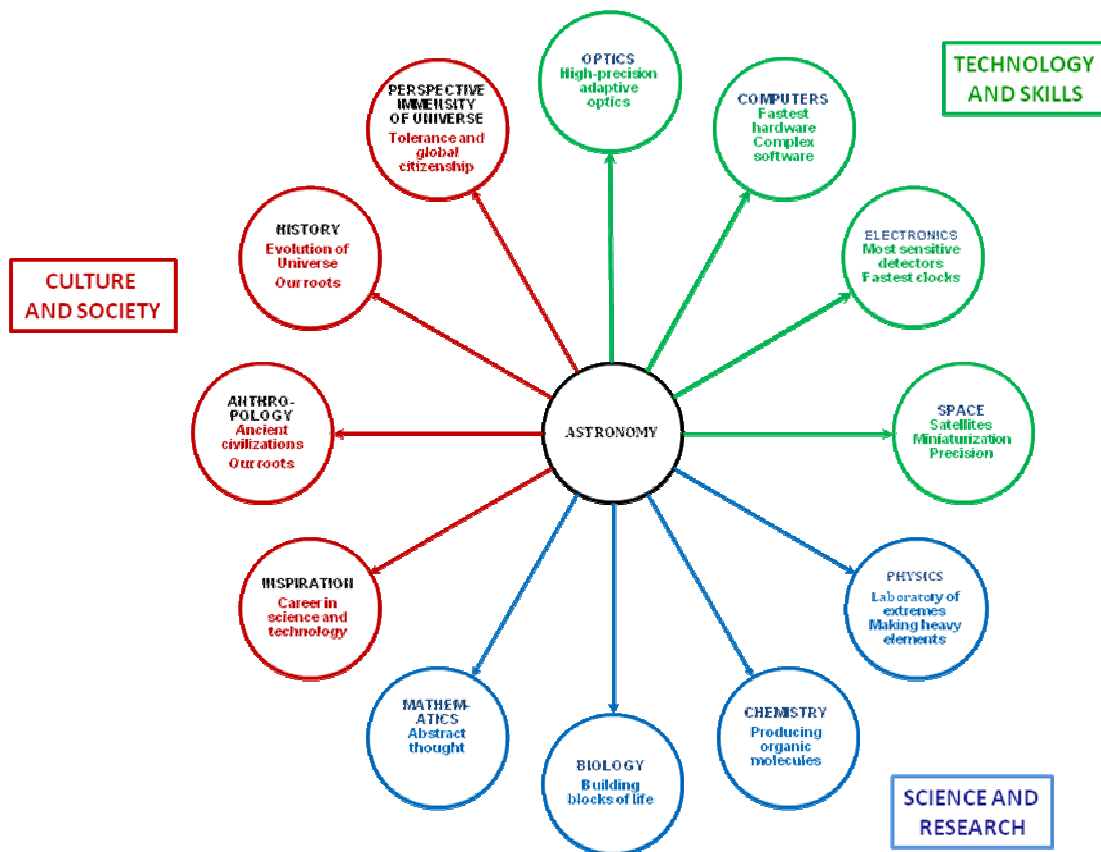 OPTICS
High-precision
adaptive
optics
TECHNOLOGY
AND SKILLS
PERSPECTIVE
IMMENSITY
OF UNIVERSE
Tolerance and
global
citizenship
COMPUTERS
Fastest
hardware
Complex
software
HISTORY
Evolution of
Universe
Our roots
ELECTRONICS
Most sensitive
detectors
Fastest clocks
CULTURE
AND SOCIETY
ANTHRO-
POLOGY
Ancient
civilizations
Our roots
ASTRONOMY
SPACE
Satellites
Miniaturization
Precision
INSPIRATION
Career in
science and
technology
PHYSICS
Laboratory of
extremes
Making heavy
elements
MATHEM-
ATICS
Abstract
thought
BIOLOGY
Building
blocks of life
CHEMISTRY
Producing
organic
molecules
SCIENCE AND
RESEARCH